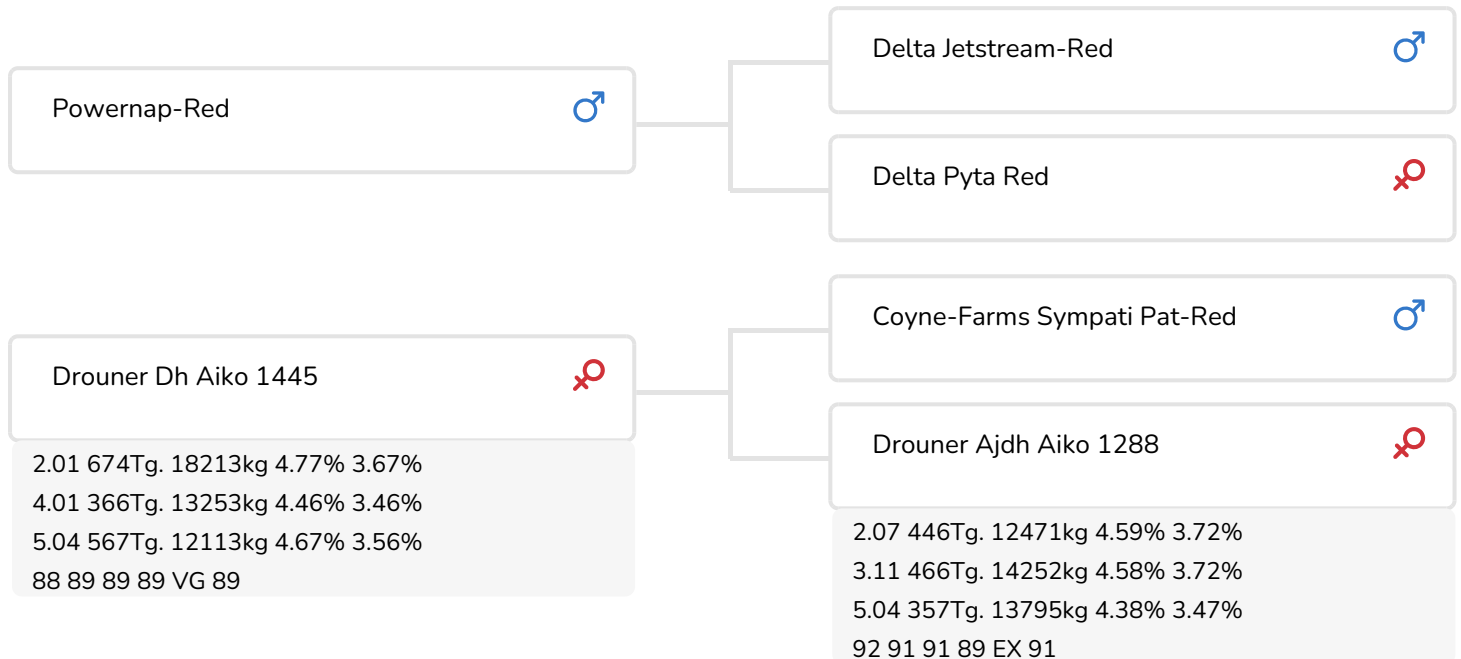 Delta Jetstream-Red
Powernap-Red
Delta Pyta Red
Coyne-Farms Sympati Pat-Red
Drouner Dh Aiko 1445
2.01 674Tg. 18213kg 4.77% 3.67%
4.01 366Tg. 13253kg 4.46% 3.46%
5.04 567Tg. 12113kg 4.67% 3.56%
88 89 89 89 VG 89
Drouner Ajdh Aiko 1288
2.07 446Tg. 12471kg 4.59% 3.72%
3.11 466Tg. 14252kg 4.58% 3.72%
5.04 357Tg. 13795kg 4.38% 3.47%
92 91 91 89 EX 91